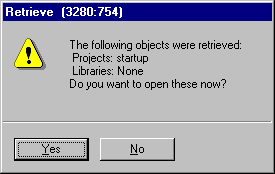 Retrieve (3280:754)
The following objects were retrieved:
Projects: startup
Libraries: None
Do you want to open these now?
Yes No